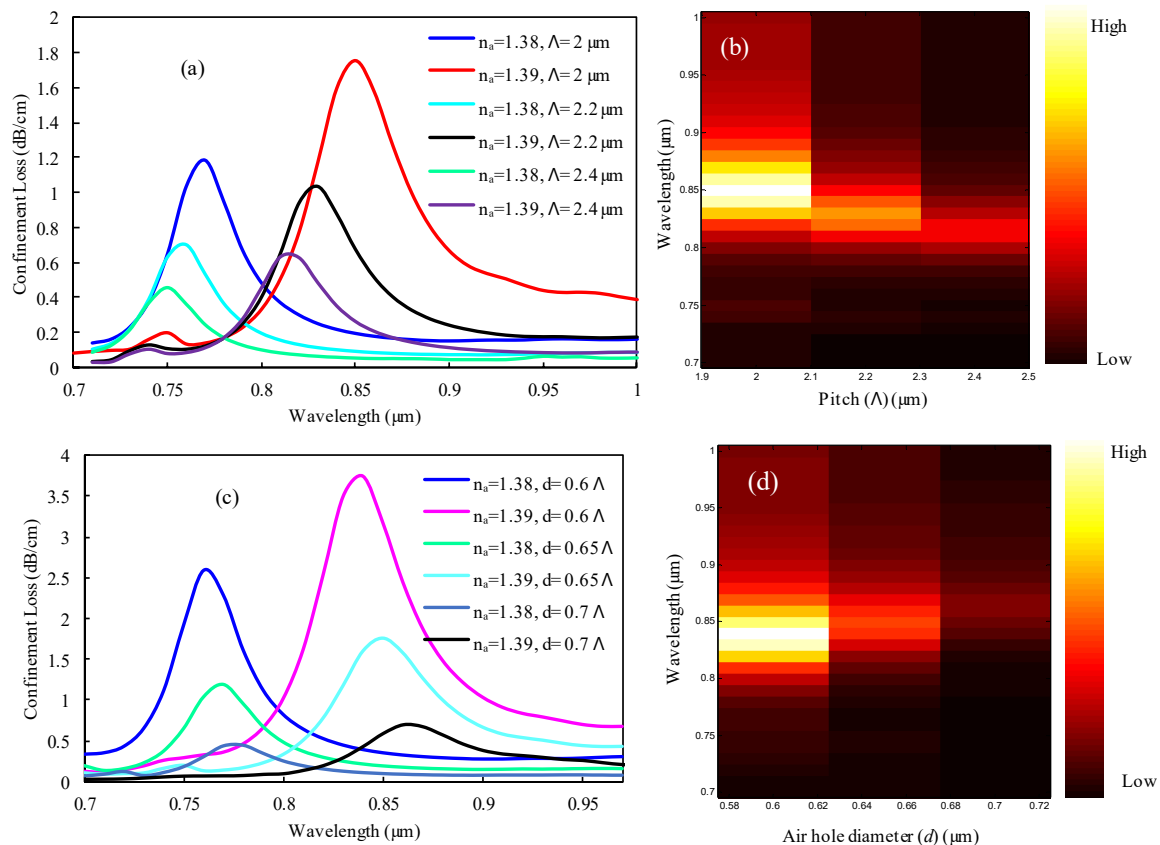 2
1.8
1.6
1.4
1.2
1
0.8
0.6
0.4
0.2
0
0.7
0.75
0.8
0.85
0.9
0.95
1
Confinement Loss (dB/cm)
Wavelength (µm)
(a)
nₐ=1.38, Λ= 2 µm
nₐ=1.39, Λ= 2 µm
nₐ=1.38, Λ= 2.2 µm
nₐ=1.39, Λ= 2.2 µm
nₐ=1.38, Λ= 2.4 µm
nₐ=1.39, Λ= 2.4 µm
(b)
1
0.95
0.9
0.85
0.8
0.75
0.7
1.9
2
2.1
2.2
2.3
2.4
2.5
Wavelength (µm)
Pitch (Λ) (µm)
High
Low
4
3.5
3
2.5
2
1.5
1
0.5
0
0.7
0.75
0.8
0.85
0.9
0.95
Confinement Loss (dB/cm)
Wavelength (µm)
(c)
nₐ=1.38, d= 0.6 Λ
nₐ=1.39, d= 0.6 Λ
nₐ=1.38, d= 0.65 Λ
nₐ=1.39, d= 0.65 Λ
nₐ=1.38, d= 0.7 Λ
nₐ=1.39, d= 0.7 Λ
(d)
1
0.95
0.9
0.85
0.8
0.75
0.7
0.58
0.6
0.62
0.64
0.66
0.68
0.7
0.72
Wavelength (µm)
Air hole diameter (d) (µm)
High
Low